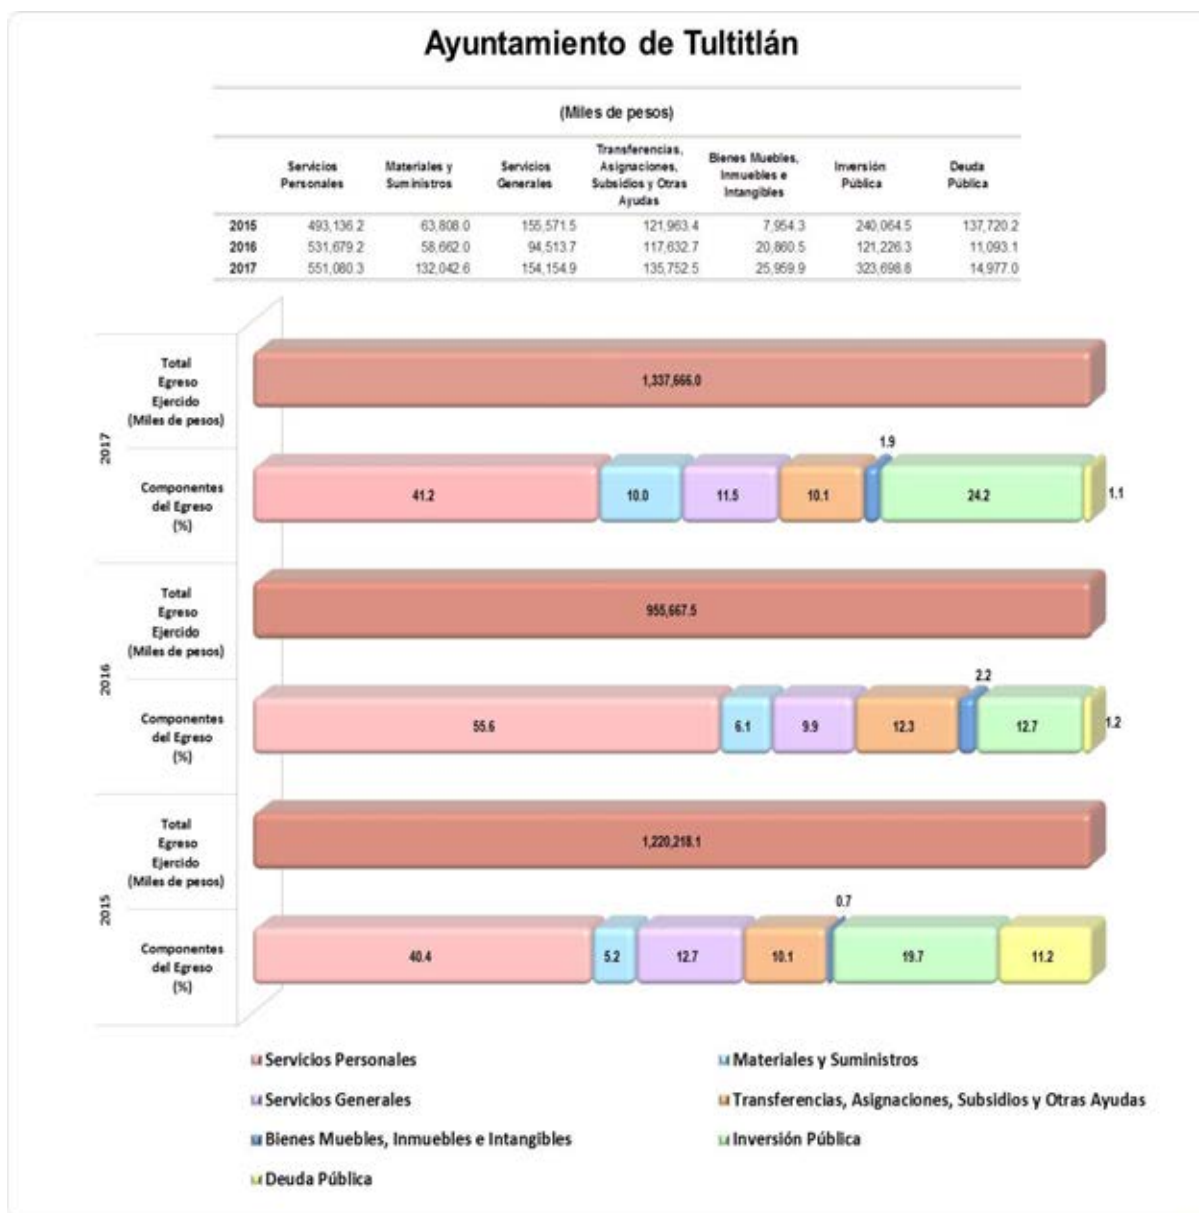 Ayuntamiento de Tultitlán
(Miles de pesos)
Servicios Personales Materiales y Suministros Servicios Generales Transferencias, Asignaciones, Subsidios y Otras Ayudas Bienes Muebles, Inmuebles e Intangibles Inversión Pública Deuda Pública
2015 493,136.2 63,808.0 155,571.5 121,963.4 7,954.3 240,064.5 137,720.2
2016 531,679.2 58,662.0 94,513.7 117,632.7 20,860.5 121,226.3 11,093.1
2017 551,080.3 132,042.6 154,154.9 135,752.5 25,959.9 323,698.8 14,977.0
2017
Total
Egreso
Ejercido
(Miles de pesos)
1,337,666.0
Componentes
del Egreso
(%)
41.2 10.0 11.5 10.1 1.9 24.2 1.1
2016
Total
Egreso
Ejercido
(Miles de pesos)
955,667.5
Componentes
del Egreso
(%)
55.6 6.1 9.9 12.3 2.2 12.7 1.2
2015
Total
Egreso
Ejercido
(Miles de pesos)
1,220,218.1
Componentes
del Egreso
(%)
40.4 5.2 12.7 10.1 0.7 19.7 11.2
Servicios Personales
Materiales y Suministros
Servicios Generales
Transferencias, Asignaciones, Subsidios y Otras Ayudas
Bienes Muebles, Inmuebles e Intangibles
Inversión Pública
Deuda Pública